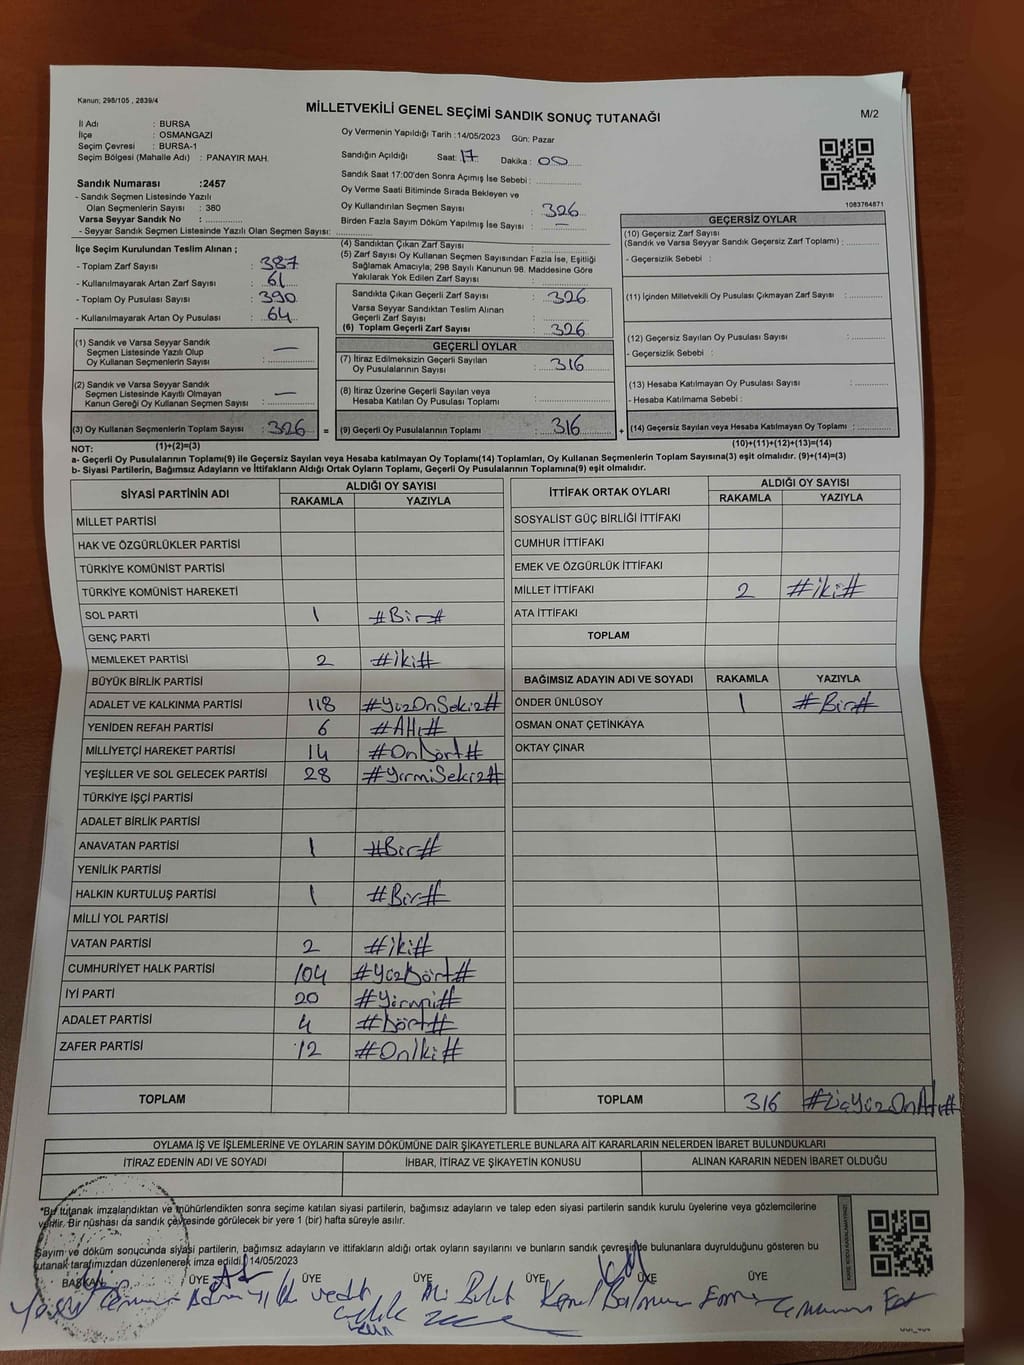 Kanun; 298/105 , 2839/4
MİLLETVEKİLİ GENEL SEÇİMİ SANDIK SONUÇ TUTANAĞI
M/2
İl Adı : BURSA
İlçe : OSMANGAZİ
Seçim Çevresi : BURSA-1
Seçim Bölgesi (Mahalle Adı) : PANAYIR MAH.
Oy Vermenin Yapıldığı Tarih :14/05/2023 Gün: Pazar
Sandığın Açıldığı Saat: 17 Dakika : 00
Sandık Saat 17:00'den Sonra Açımış İse Sebebi :
Oy Verme Saati Bitiminde Sırada Bekleyen ve
Oy Kullandırılan Seçmen Sayısı : 326
Birden Fazla Sayım Döküm Yapılmış İse Sayısı : —
1083764871
Sandık Numarası :2457
- Sandık Seçmen Listesinde Yazılı
Olan Seçmenlerin Sayısı : 380
Varsa Seyyar Sandık No :
- Seyyar Sandık Seçmen Listesinde Yazılı Olan Seçmen Sayısı:
İlçe Seçim Kurulundan Teslim Alınan ;
- Toplam Zarf Sayısı : 387
- Kullanılmayarak Artan Zarf Sayısı : 61
- Toplam Oy Pusulası Sayısı : 390
- Kullanılmayarak Artan Oy Pusulası : 64
(1) Sandık ve Varsa Seyyar Sandık
Seçmen Listesinde Yazılı Olup
Oy Kullanan Seçmenlerin Sayısı : —
(2) Sandık ve Varsa Seyyar Sandık
Seçmen Listesinde Kayıtlı Olmayan
Kanun Gereği Oy Kullanan Seçmen Sayısı : —
(3) Oy Kullanan Seçmenlerin Toplam Sayısı : 326 =
(1)+(2)=(3)
(4) Sandıktan Çıkan Zarf Sayısı :
(5) Zarf Sayısı Oy Kullanan Seçmen Sayısından Fazla İse, Eşitliği
Sağlamak Amacıyla; 298 Sayılı Kanunun 98. Maddesine Göre
Yakılarak Yok Edilen Zarf Sayısı :
Sandıkta Çıkan Geçerli Zarf Sayısı : 326
Varsa Seyyar Sandıktan Teslim Alınan
Geçerli Zarf Sayısı :
(6) Toplam Geçerli Zarf Sayısı : 326
GEÇERLİ OYLAR
(7) İtiraz Edilmeksizin Geçerli Sayılan
Oy Pusulalarının Sayısı : 316
(8) İtiraz Üzerine Geçerli Sayılan veya
Hesaba Katılan Oy Pusulası Toplamı :
(9) Geçerli Oy Pusulalarının Toplamı : 316 +
GEÇERSİZ OYLAR
(10) Geçersiz Zarf Sayısı
(Sandık ve Varsa Seyyar Sandık Geçersiz Zarf Toplamı) :
- Geçersizlik Sebebi :
(11) İçinden Milletvekili Oy Pusulası Çıkmayan Zarf Sayısı :
(12) Geçersiz Sayılan Oy Pusulası Sayısı :
- Geçersizlik Sebebi :
(13) Hesaba Katılmayan Oy Pusulası Sayısı :
- Hesaba Katılmama Sebebi :
(14) Geçersiz Sayılan veya Hesaba Katılmayan Oy Toplamı :
(10)+(11)+(12)+(13)=(14)
NOT:
a- Geçerli Oy Pusulalarının Toplamı(9) ile Geçersiz Sayılan veya Hesaba katılmayan Oy Toplamı(14) Toplamları, Oy Kullanan Seçmenlerin Toplam Sayısına(3) eşit olmalıdır. (9)+(14)=(3)
b- Siyasi Partilerin, Bağımsız Adayların ve İttifakların Aldığı Ortak Oyların Toplamı, Geçerli Oy Pusulalarının Toplamına(9) eşit olmalıdır.
SİYASİ PARTİNİN ADI ALDIĞI OY SAYISI
RAKAMLA YAZIYLA
MİLLET PARTİSİ
HAK VE ÖZGÜRLÜKLER PARTİSİ
TÜRKİYE KOMÜNİST PARTİSİ
TÜRKİYE KOMÜNİST HAREKETİ
SOL PARTİ 1 #Bir#
GENÇ PARTİ
MEMLEKET PARTİSİ 2 #İki#
BÜYÜK BİRLİK PARTİSİ
ADALET VE KALKINMA PARTİSİ 118 #YüzOnSekiz#
YENİDEN REFAH PARTİSİ 6 #Altı#
MİLLİYETÇİ HAREKET PARTİSİ 14 #OnDört#
YEŞİLLER VE SOL GELECEK PARTİSİ 28 #YirmiSekiz#
TÜRKİYE İŞÇİ PARTİSİ
ADALET BİRLİK PARTİSİ
ANAVATAN PARTİSİ 1 #Bir#
YENİLİK PARTİSİ
HALKIN KURTULUŞ PARTİSİ 1 #Bir#
MİLLİ YOL PARTİSİ
VATAN PARTİSİ 2 #iki#
CUMHURİYET HALK PARTİSİ 104 #YüzDört#
İYİ PARTİ 20 #Yirmi#
ADALET PARTİSİ 4 #Dört#
ZAFER PARTİSİ 12 #Onİki#
TOPLAM
İTTİFAK ORTAK OYLARI ALDIĞI OY SAYISI
RAKAMLA YAZIYLA
SOSYALİST GÜÇ BİRLİĞİ İTTİFAKI
CUMHUR İTTİFAKI
EMEK VE ÖZGÜRLÜK İTTİFAKI
MİLLET İTTİFAKI 2 #iki#
ATA İTTİFAKI
TOPLAM
BAĞIMSIZ ADAYIN ADI VE SOYADI RAKAMLA YAZIYLA
ÖNDER ÜNLÜSOY 1 #Bir#
OSMAN ONAT ÇETİNKAYA
OKTAY ÇINAR
TOPLAM 316 #ÜçYüzOnAltı#
OYLAMA İŞ VE İŞLEMLERİNE VE OYLARIN SAYIM DÖKÜMÜNE DAİR ŞİKAYETLERLE BUNLARA AİT KARARLARIN NELERDEN İBARET BULUNDUKLARI
İTİRAZ EDENİN ADI VE SOYADI İHBAR, İTİRAZ VE ŞİKAYETİN KONUSU ALINAN KARARIN NEDEN İBARET OLDUĞU
*Bu tutanak imzalandıktan ve mühürlendikten sonra seçime katılan siyasi partilerin, bağımsız adayların ve talep eden siyasi partilerin sandık kurulu üyelerine veya gözlemcilerine
verilir. Bir nüshası da sandık çevresinde görülecek bir yere 1 (bir) hafta süreyle asılır.
Sayım ve döküm sonucunda siyasi partilerin, bağımsız adayların ve ittifakların aldığı ortak oyların sayılarını ve bunların sandık çevresinde bulunanlara duyrulduğunu gösteren bu
tutanak tarafımızdan düzenlenerek imza edildi. 14/05/2023
BAŞKAN ÜYE ÜYE ÜYE ÜYE ÜYE ÜYE